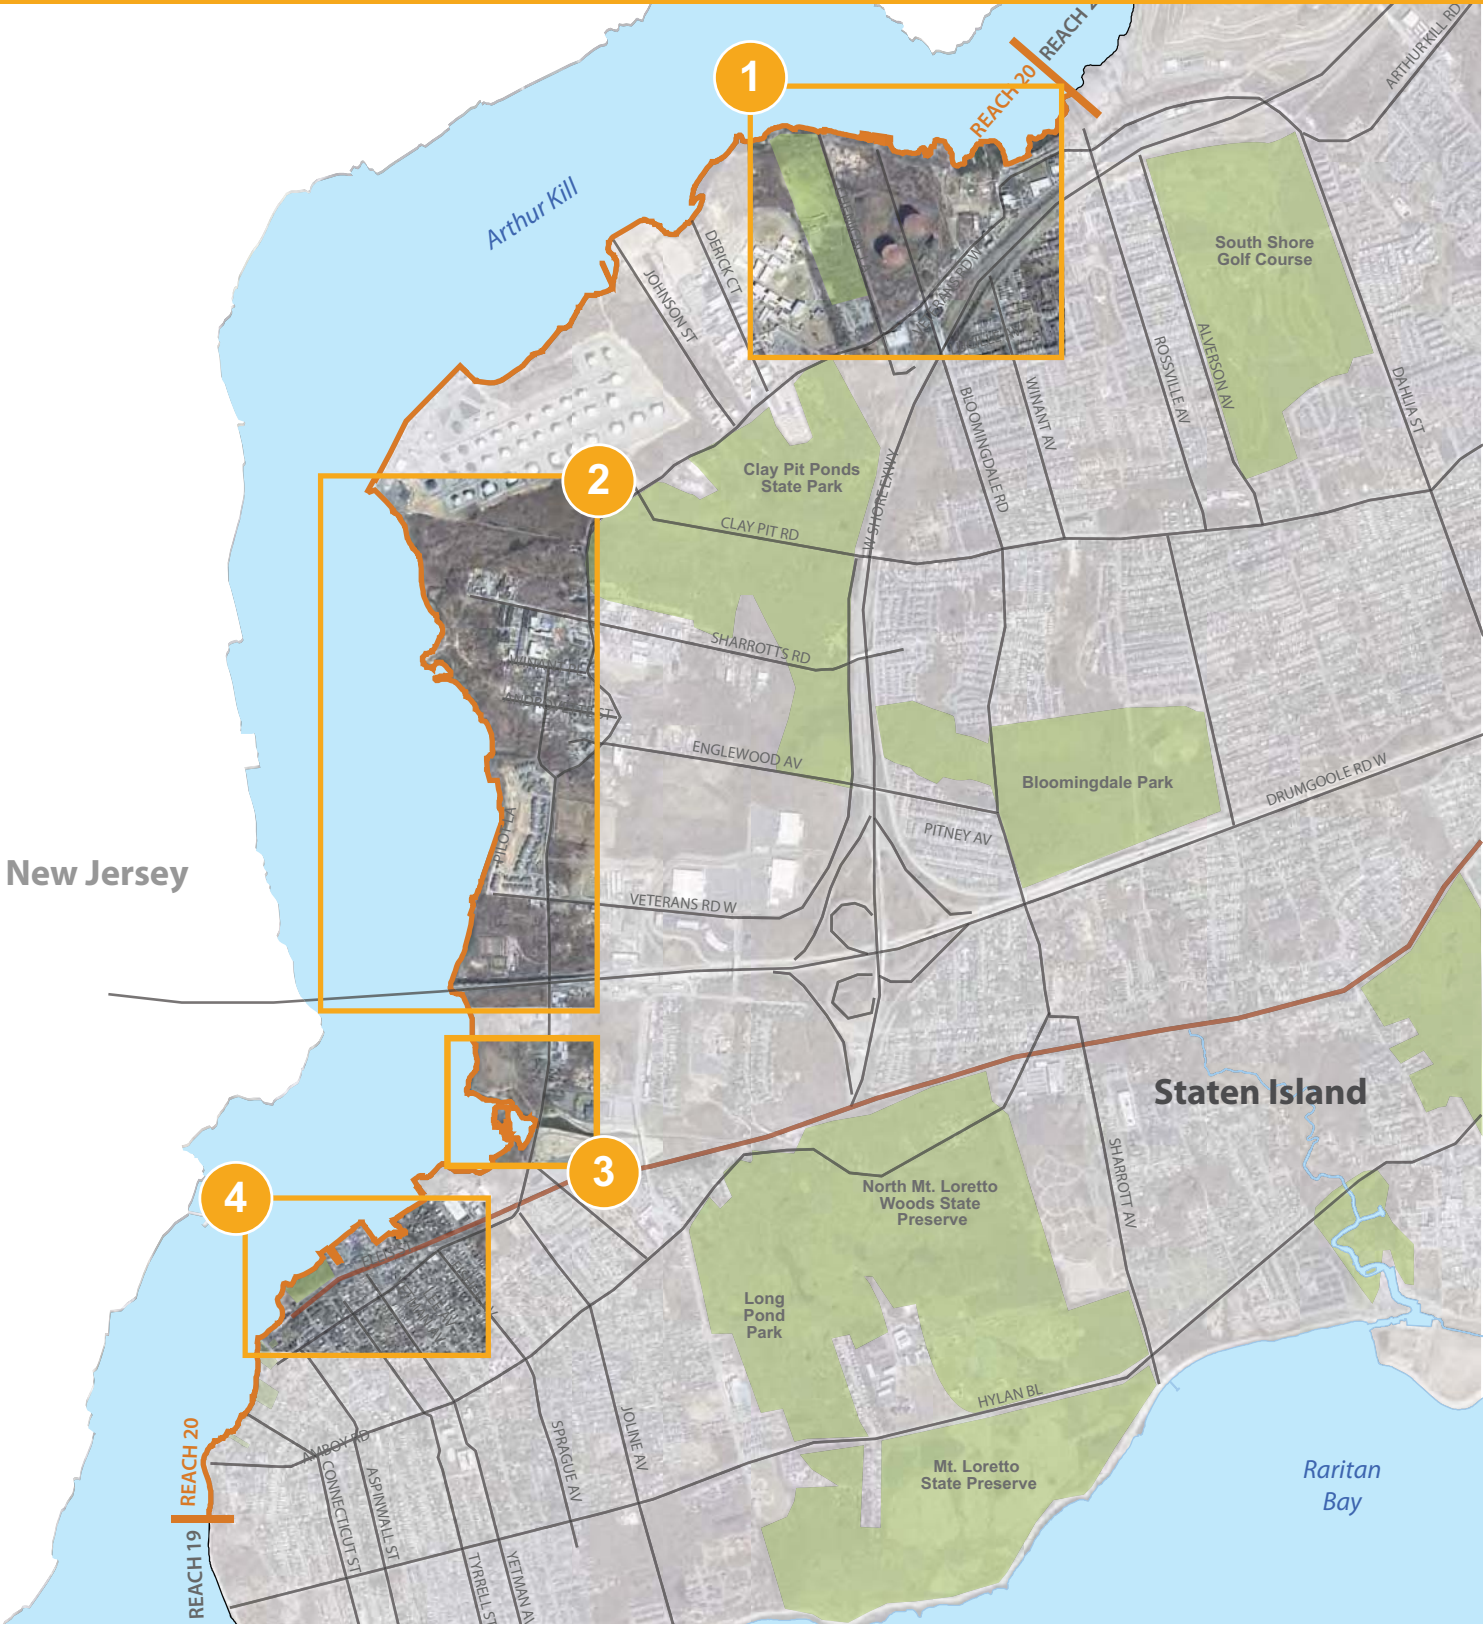 REACH 2
REACH 20
ARTHUR KILL RD
1
Arthur Kill
DERICK CT
JOHNSON ST
South Shore
Golf Course
ROSSVILLE AV
ALVERSON AV
DAHLIA ST
BLOOMINGDALE RD
WINANT AV
2
Clay Pit Ponds
State Park
W SHORE EXWY
CLAY PIT RD
SHARROTTS RD
ENGLEWOOD AV
Bloomingdale Park
DRUMGOOLE RD W
PITNEY AV
PILOT LA
New Jersey
VETERANS RD W
Staten Island
SHARROTT AV
3
4
North Mt. Loretto
Woods State
Preserve
Long
Pond
Park
HYLAN BL
Mt. Loretto
State Preserve
Raritan
Bay
AMBOY RD
SPRAGUE AV
JOLINE AV
REACH 20
REACH 19
CONNECTICUT ST
ASPINWALL ST
TYRRELL ST
YETMAN AV